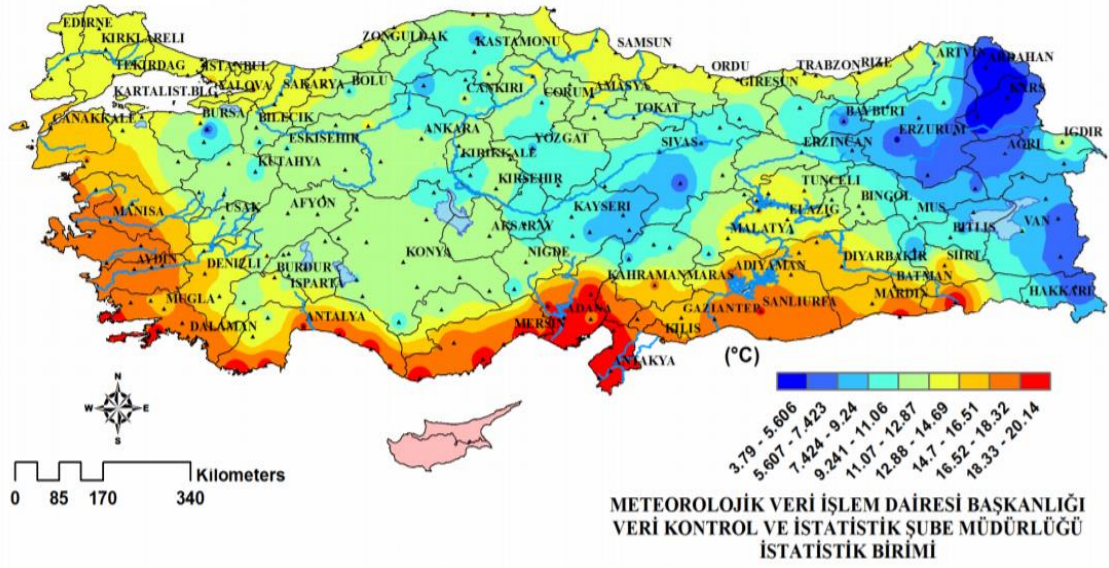 EDIRNE
KIRKLARELI
TEKIRDAG
ISTANBUL
KARTALIST.BLG.
YALOVA
SAKARYA
BOLU
ZONGULDAK
KASTAMONU
SAMSUN
ORDU
GIRESUN
TRABZON
RIZE
ARTVIN
ARDAHAN
KARS
CANAKKALE
BURSA
BILECIK
ESKISEHIR
CANKIRI
CORUM
AMASYA
TOKAT
BAYBURT
ERZURUM
IGDIR
AGRI
ANKARA
KIRIKKALE
YOZGAT
SIVAS
ERZINCAN
KUTAHYA
KIRSEHIR
TUNCELI
BINGOL
MUS
MANISA
USAK
AFYON
KAYSERI
ELAZIG
VAN
BITLIS
AKSARAY
MALATYA
AYDIN
DENIZLI
BURDUR
ISPARTA
KONYA
NIGDE
KAHRAMANMARAS
ADIYAMAN
DIYARBAKIR
SIIRT
BATMAN
MUGLA
DALAMAN
ANTALYA
MERSIN
ADANA
GAZIANTEP
SANLIURFA
MARDIN
HAKKARI
KILIS
ANTAKYA
(°C)
N
W E
S
3.79 - 5.606
5.607 - 7.423
7.424 - 9.24
9.241 - 11.06
11.07 - 12.87
12.88 - 14.69
14.7 - 16.51
16.52 - 18.32
18.33 - 20.14
Kilometers
0 85 170 340
METEOROLOJİK VERİ İŞLEM DAİRESİ BAŞKANLIĞI
VERİ KONTROL VE İSTATİSTİK ŞUBE MÜDÜRLÜĞÜ
İSTATİSTİK BİRİMİ